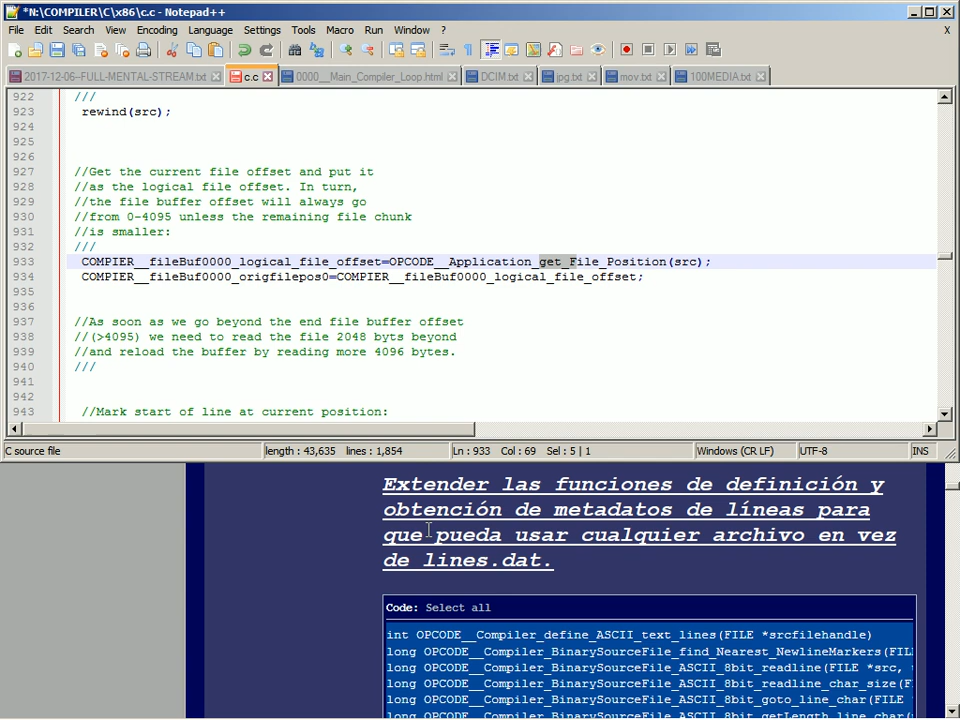 *N:\COMPILER\C\x86\c.c - Notepad++
File Edit Search View Encoding Language Settings Tools Macro Run Window ? X
2017-12-06--FULL-MENTAL-STREAM.txt c.c 0000__Main_Compiler_Loop.html DCIM.txt jpg.txt mov.txt 100MEDIA.txt
922 ///
923 rewind(src);
924
925
926
927 //Get the current file offset and put it
928 //as the logical file offset. In turn,
929 //the file buffer offset will always go
930 //from 0-4095 unless the remaining file chunk
931 //is smaller:
932 ///
933 COMPIER__fileBuf0000_logical_file_offset=OPCODE__Application_get_File_Position(src);
934 COMPIER__fileBuf0000_origfilepos0=COMPIER__fileBuf0000_logical_file_offset;
935
936
937 //As soon as we go beyond the end file buffer offset
938 //(>4095) we need to read the file 2048 byts beyond
939 //and reload the buffer by reading more 4096 bytes.
940 ///
941
942
943 //Mark start of line at current position:
C source file length : 43,635 lines : 1,854 Ln : 933 Col : 69 Sel : 5 | 1 Windows (CR LF) UTF-8 INS
Extender las funciones de definición y
obtención de metadatos de líneas para
que pueda usar cualquier archivo en vez
de lines.dat.
Code: Select all
int OPCODE__Compiler_define_ASCII_text_lines(FILE *srcfilehandle)
long OPCODE__Compiler_BinarySourceFile_find_Nearest_NewlineMarkers(FIL
long OPCODE__Compiler_BinarySourceFile_ASCII_8bit_readline(FILE *src,
long OPCODE__Compiler_BinarySourceFile_ASCII_8bit_readline_char_size(F
long OPCODE__Compiler_BinarySourceFile_ASCII_8bit_goto_line_char(FILE
long OPCODE__Compiler_BinarySourceFile_ASCII_8bit_getLength_line_char(